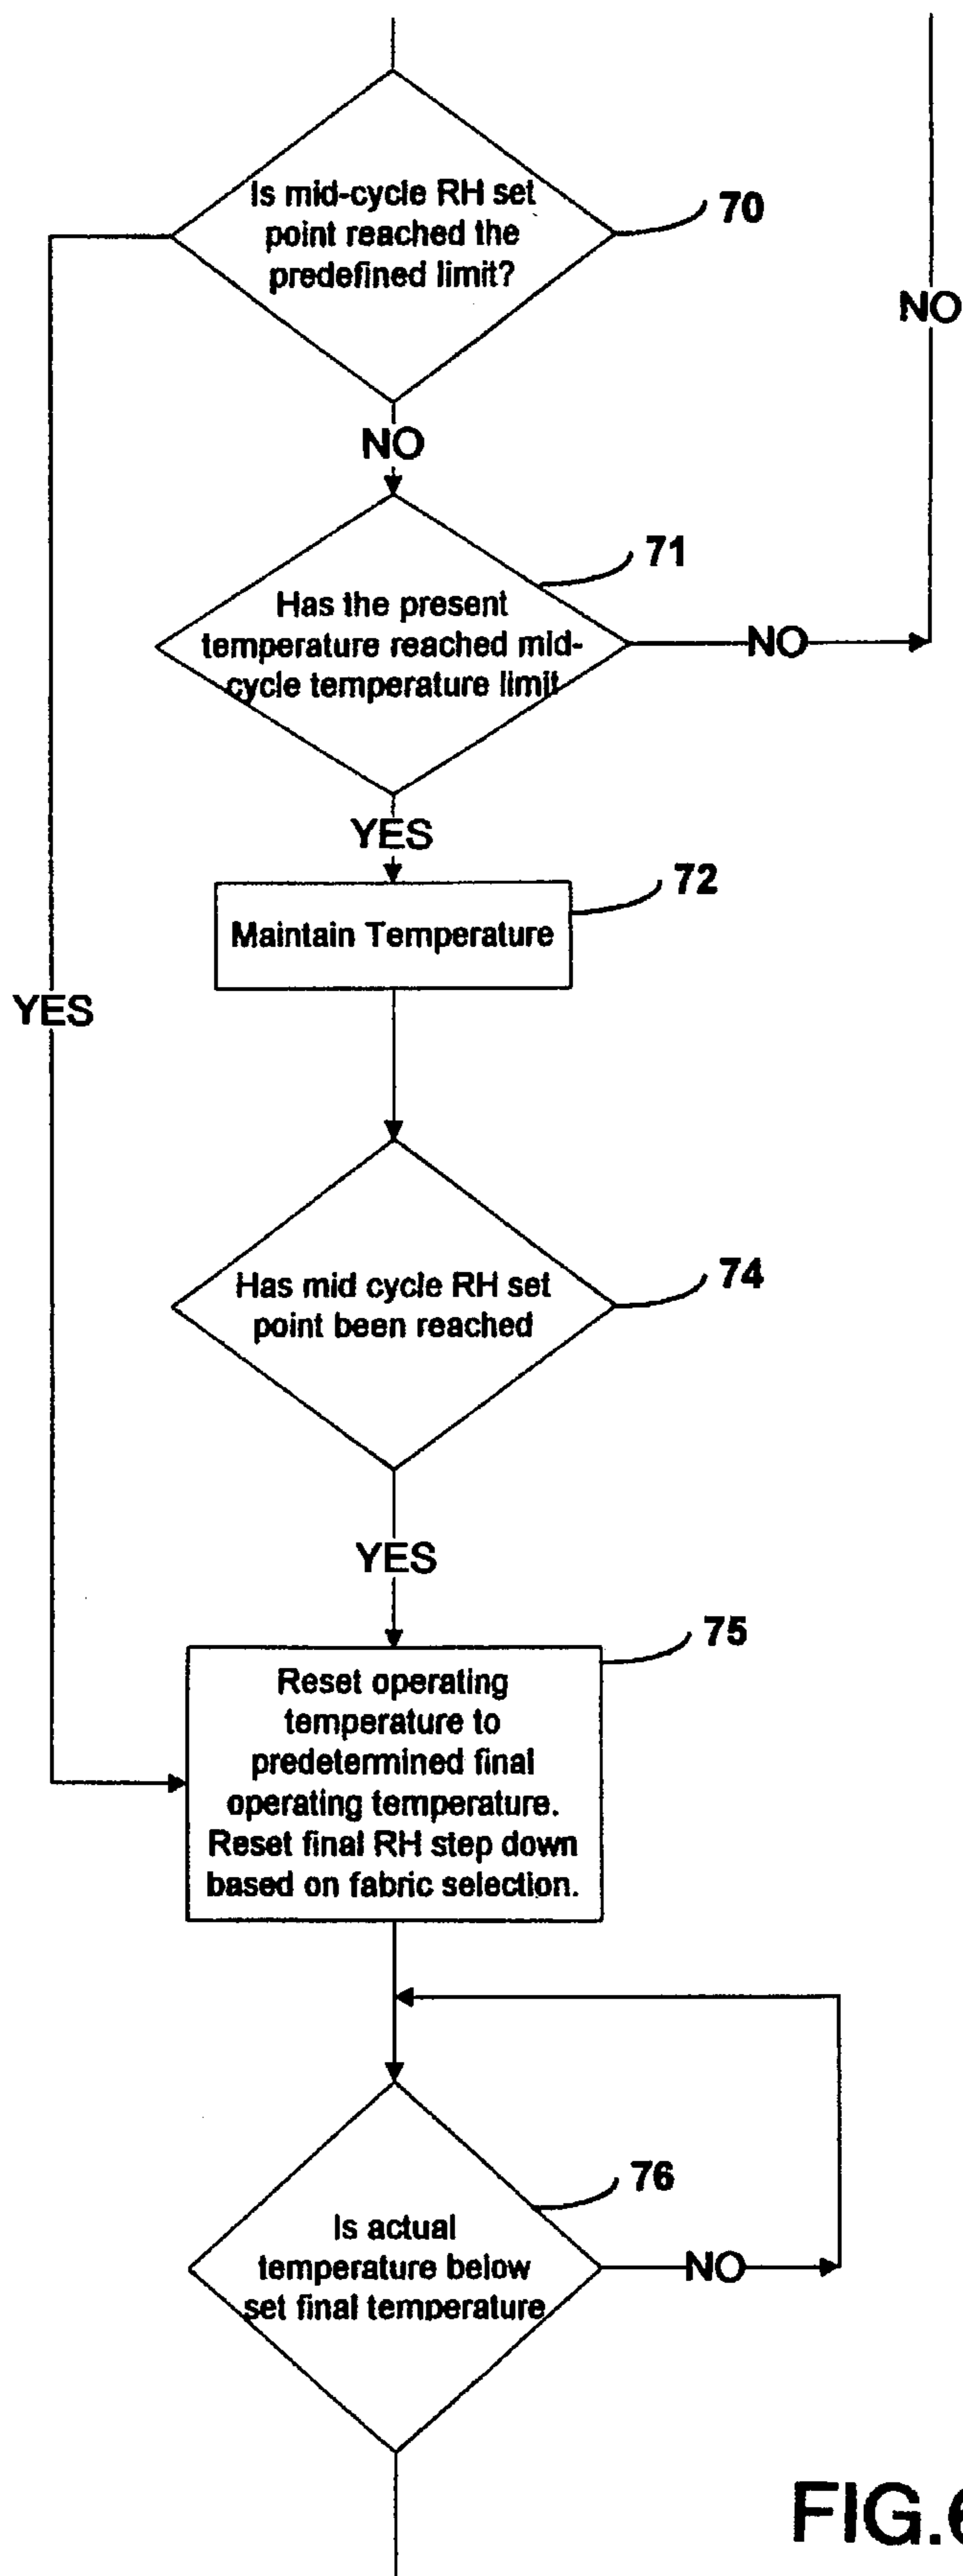 Is mid-cycle RH set
point reached the
predefined limit?
70
NO
NO
71
Has the present
temperature reached mid-
cycle temperature limit
NO
YES
72
Maintain Temperature
YES
74
Has mid cycle RH set
point been reached
YES
75
Reset operating
temperature to
predetermined final
operating temperature.
Reset final RH step down
based on fabric selection.
76
Is actual
temperature below
set final temperature
NO
FIG.6